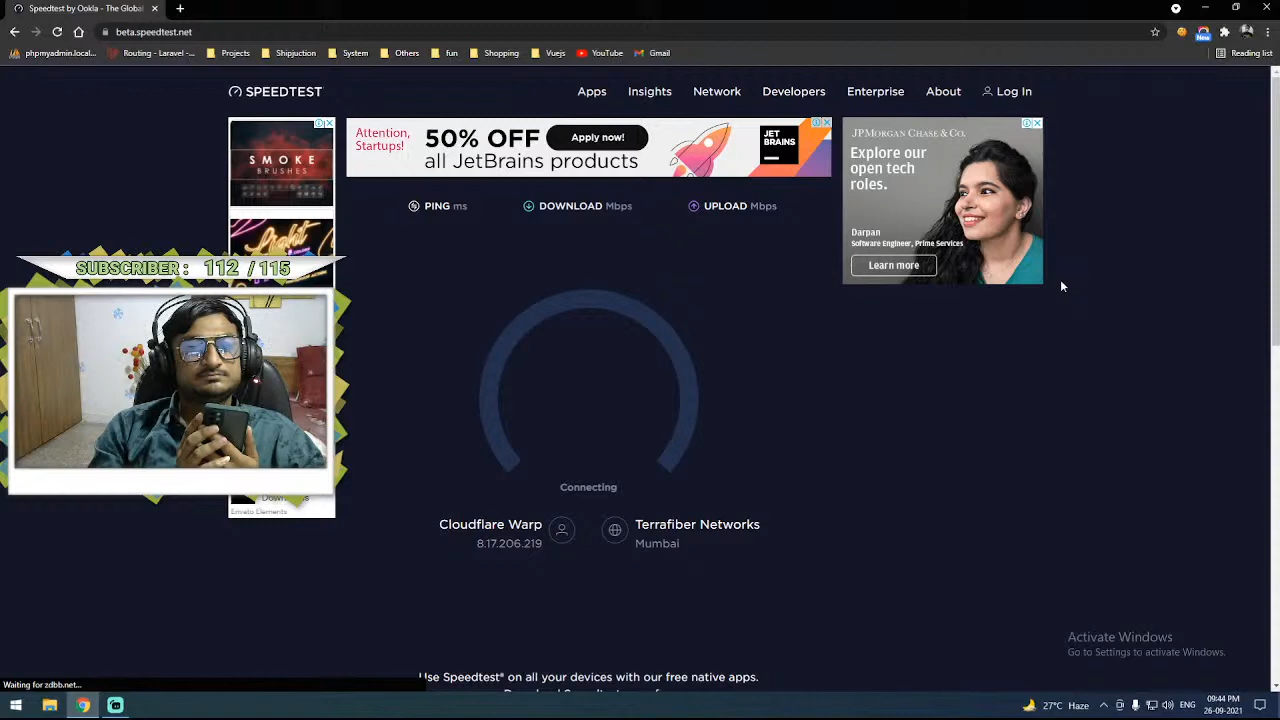 Speedtest by Ookla - The Global
beta.speedtest.net
phpmyadmin.local...
Routing - Laravel -...
Projects
Shipjuction
System
Others
fun
Shopping
Vuejs
YouTube
Gmail
New
Reading list
SPEEDTEST
Apps
Insights
Network
Developers
Enterprise
About
Log In
SMOKE
BRUSHES
Attention,
Startups!
50% OFF
Apply now!
all JetBrains products
JET
BRAINS
JPMORGAN CHASE & CO.
Explore our
open tech
roles.
Darpan
Software Engineer, Prime Services
Learn more
PING ms
DOWNLOAD Mbps
UPLOAD Mbps
Light
SUBSCRIBER : 112 / 115
Connecting
Envato Elements
Cloudflare Warp
8.17.206.219
Terrafiber Networks
Mumbai
Activate Windows
Go to Settings to activate Windows.
Use Speedtest® on all your devices with our free native apps.
Waiting for zdbb.net...
27°C Haze
ENG
09:44 PM
26-09-2021